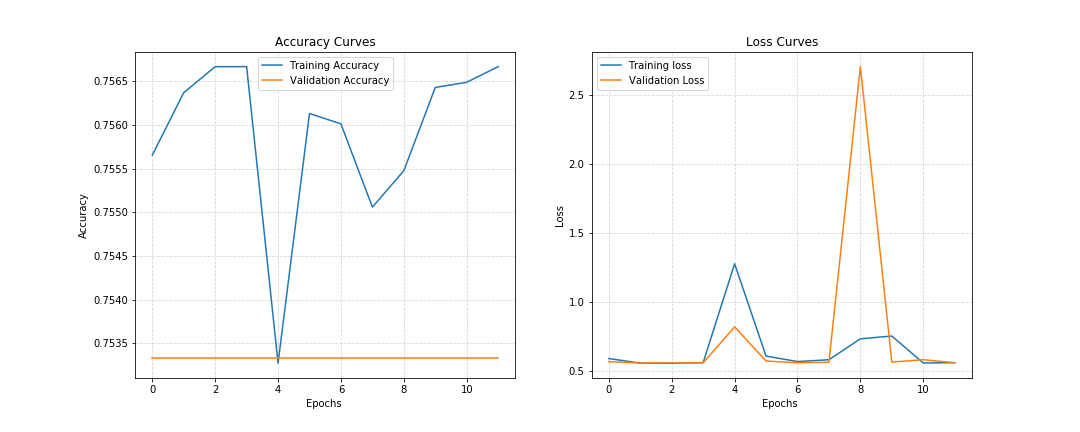 Accuracy Curves
Training Accuracy
Validation Accuracy
0.7565
0.7560
0.7555
0.7550
0.7545
0.7540
0.7535
Accuracy
0 2 4 6 8 10
Epochs
Loss Curves
Training loss
Validation Loss
2.5
2.0
1.5
1.0
0.5
Loss
0 2 4 6 8 10
Epochs